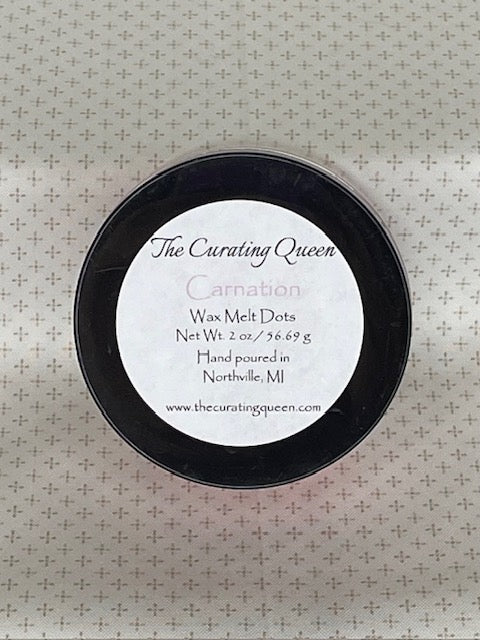 The Curating Queen
Carnation
Wax Melt Dots
Net Wt. 2 oz / 56.69 g
Hand poured in
Northville, MI
www.thecuratingqueen.com